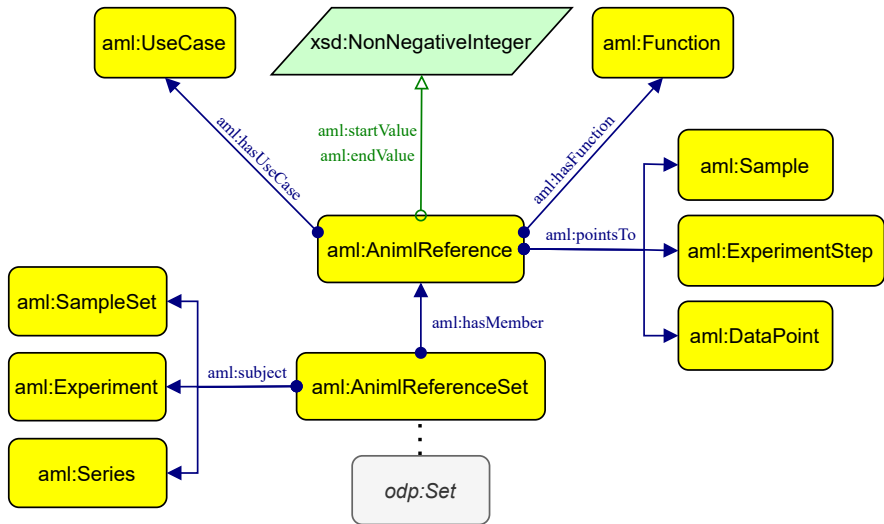 aml:UseCase
xsd:NonNegativeInteger
aml:Function
aml:hasUseCase
aml:startValue
aml:endValue
aml:hasFunction
aml:Sample
aml:AnimlReference
aml:pointsTo
aml:ExperimentStep
aml:SampleSet
aml:hasMember
aml:DataPoint
aml:Experiment
aml:subject
aml:AnimlReferenceSet
aml:Series
odp:Set